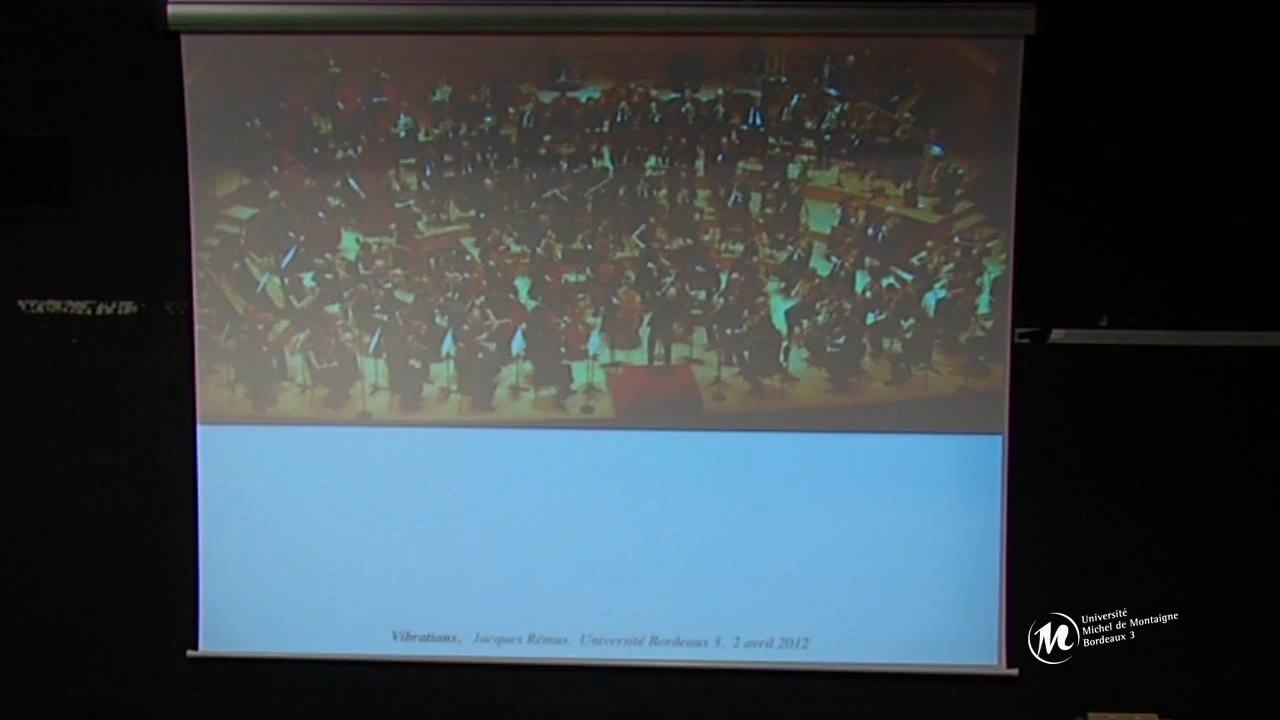 Vibrations. Jacques Rémus. Université Bordeaux 3. 2 avril 2012
Université
Michel de Montaigne
Bordeaux 3